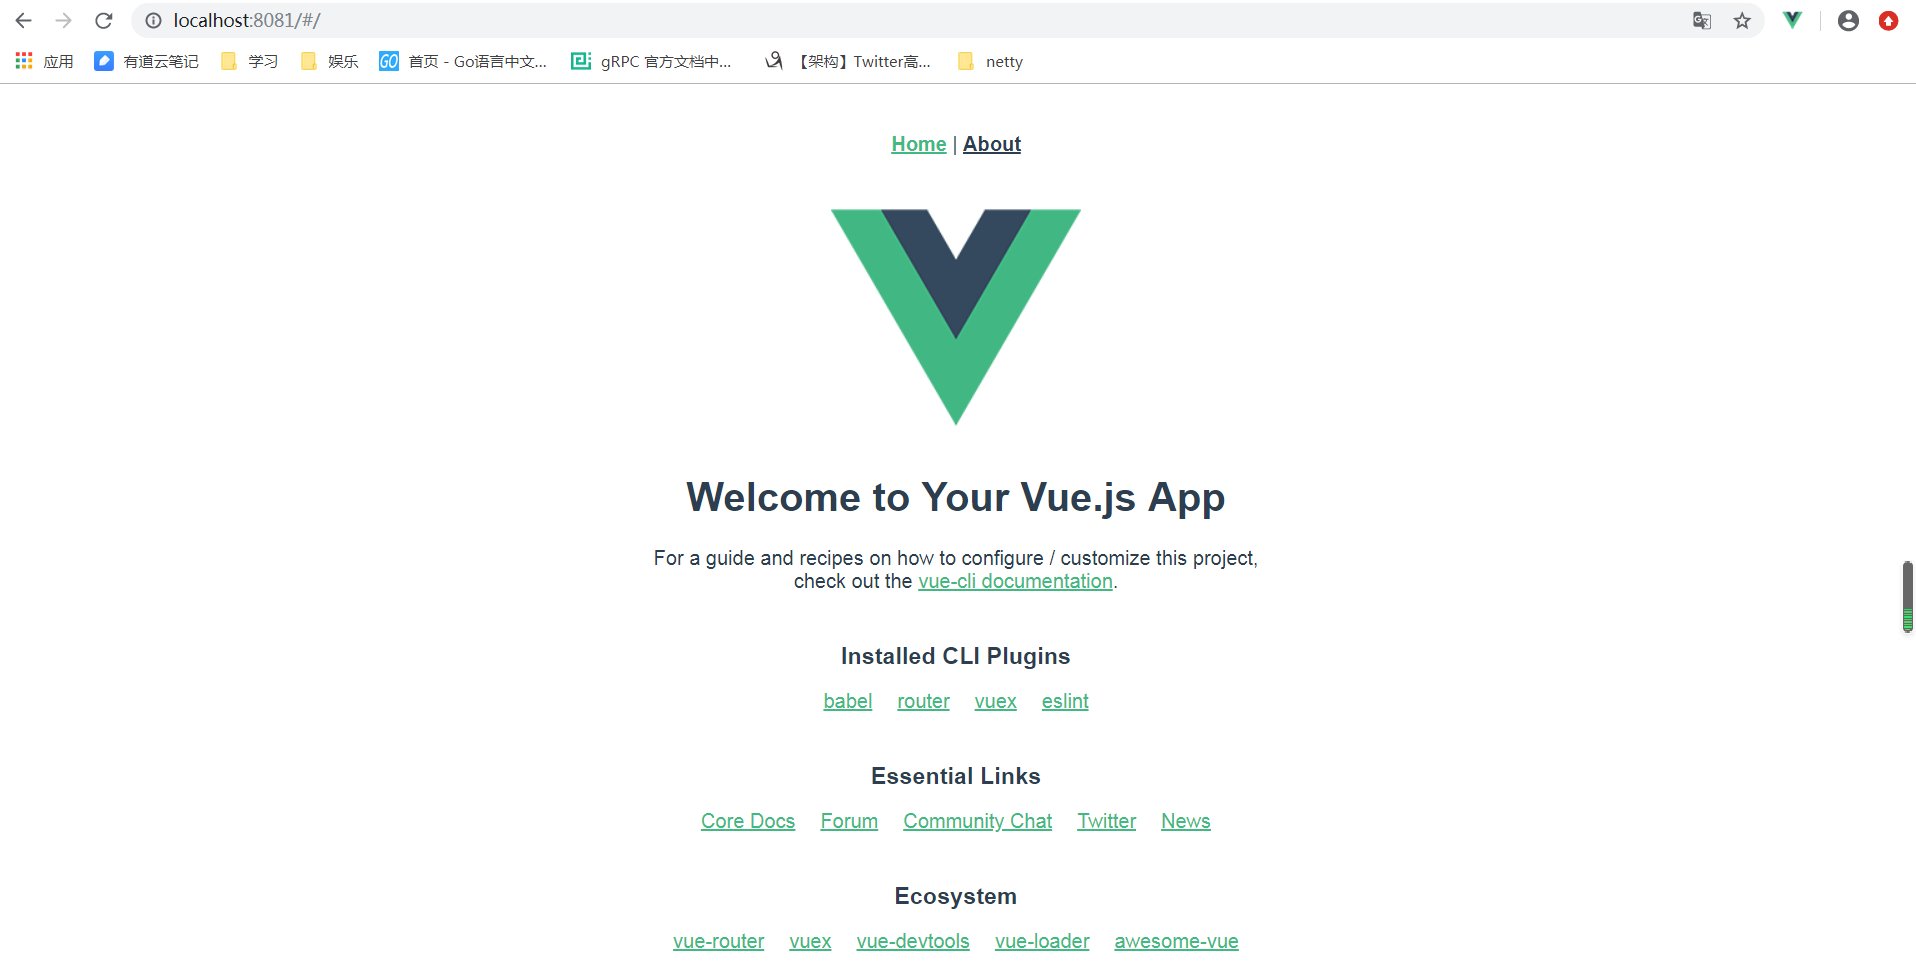 localhost:8081/#/
应用 有道云笔记 学习 娱乐 GO 首页 - Go语言中文... gRPC 官方文档中... 【架构】Twitter高... netty
Home | About
Welcome to Your Vue.js App
For a guide and recipes on how to configure / customize this project,
check out the vue-cli documentation.
Installed CLI Plugins
babel router vuex eslint
Essential Links
Core Docs Forum Community Chat Twitter News
Ecosystem
vue-router vuex vue-devtools vue-loader awesome-vue